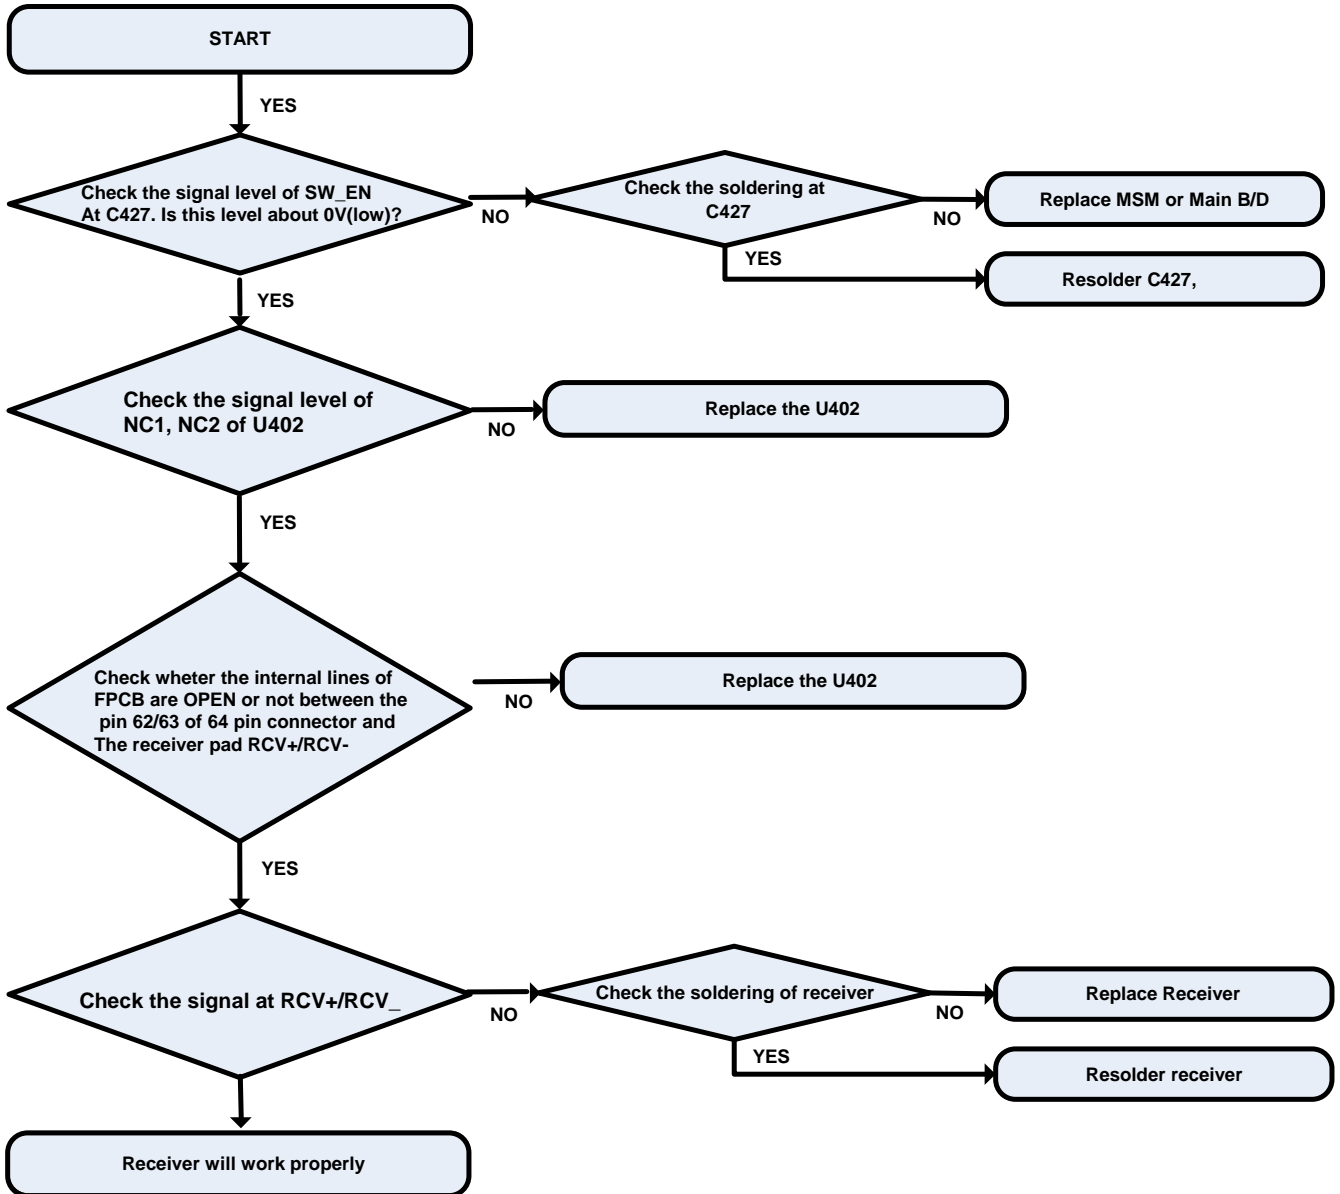 START
YES
Check the signal level of SW_EN
At C427. Is this level about 0V(low)?
NO
Check the soldering at
C427
NO
Replace MSM or Main B/D
YES
Resolder C427,
YES
Check the signal level of
NC1, NC2 of U402
NO
Replace the U402
YES
Check wheter the internal lines of
FPCB are OPEN or not between the
pin 62/63 of 64 pin connector and
The receiver pad RCV+/RCV-
NO
Replace the U402
YES
Check the signal at RCV+/RCV_
NO
Check the soldering of receiver
NO
Replace Receiver
YES
Resolder receiver
Receiver will work properly